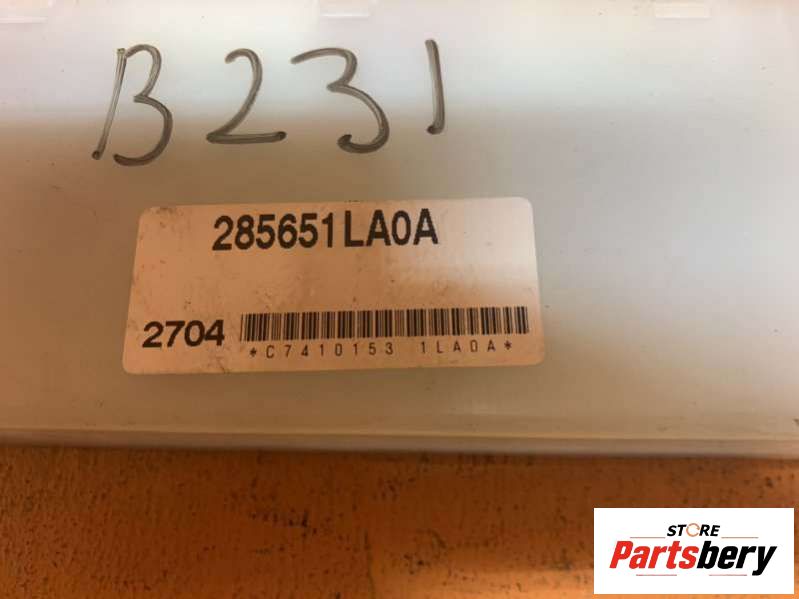 B231
285651LA0A
2704
*C7410153 1LA0A*
STORE
Partsbery